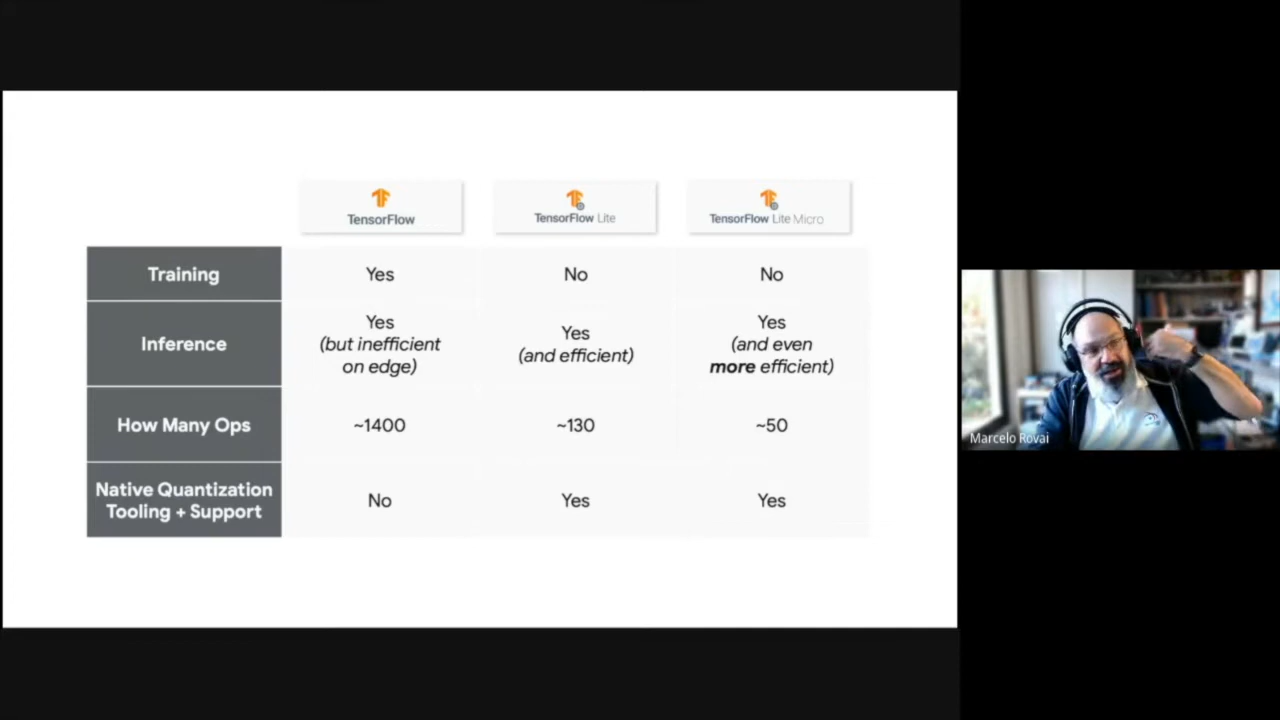 TensorFlow
TensorFlow Lite
TensorFlow Lite Micro
Training
Yes
No
No
Inference
Yes
(but inefficient
on edge)
Yes
(and efficient)
Yes
(and even
more efficient)
How Many Ops
~1400
~130
~50
Native Quantization
Tooling + Support
No
Yes
Yes
Marcelo Rovai